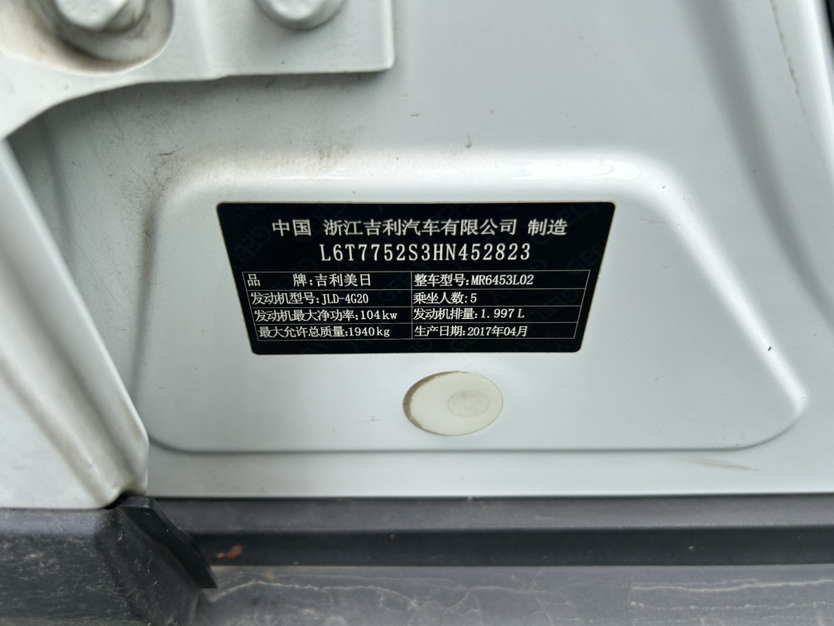 中国 浙江吉利汽车有限公司 制造
L6T7752S3HN452823
品 牌:吉利美日 整车型号:MR6453L02
发动机型号:JLD-4G20 乘坐人数:5
发动机最大净功率:104kw 发动机排量:1.997L
最大允许总质量:1940kg 生产日期:2017年04月